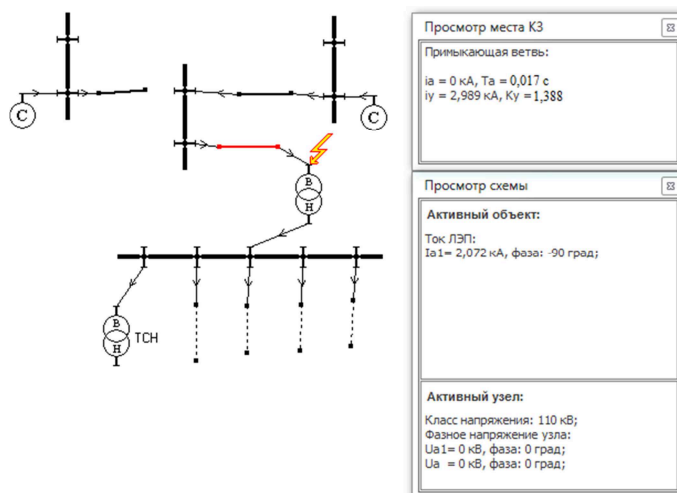 Просмотр места КЗ
Примыкающая ветвь:
ia = 0 кА, Ta = 0,017 с
iy = 2,989 кА, Ky = 1,388
Просмотр схемы
Активный объект:
Ток ЛЭП:
Ia1= 2,072 кА, фаза: -90 град;
Активный узел:
Класс напряжения: 110 кВ;
Фазное напряжение узла:
Ua1= 0 кВ, фаза: 0 град;
Ua = 0 кВ, фаза: 0 град;
С
С
В
Н
В
Н
ТСН